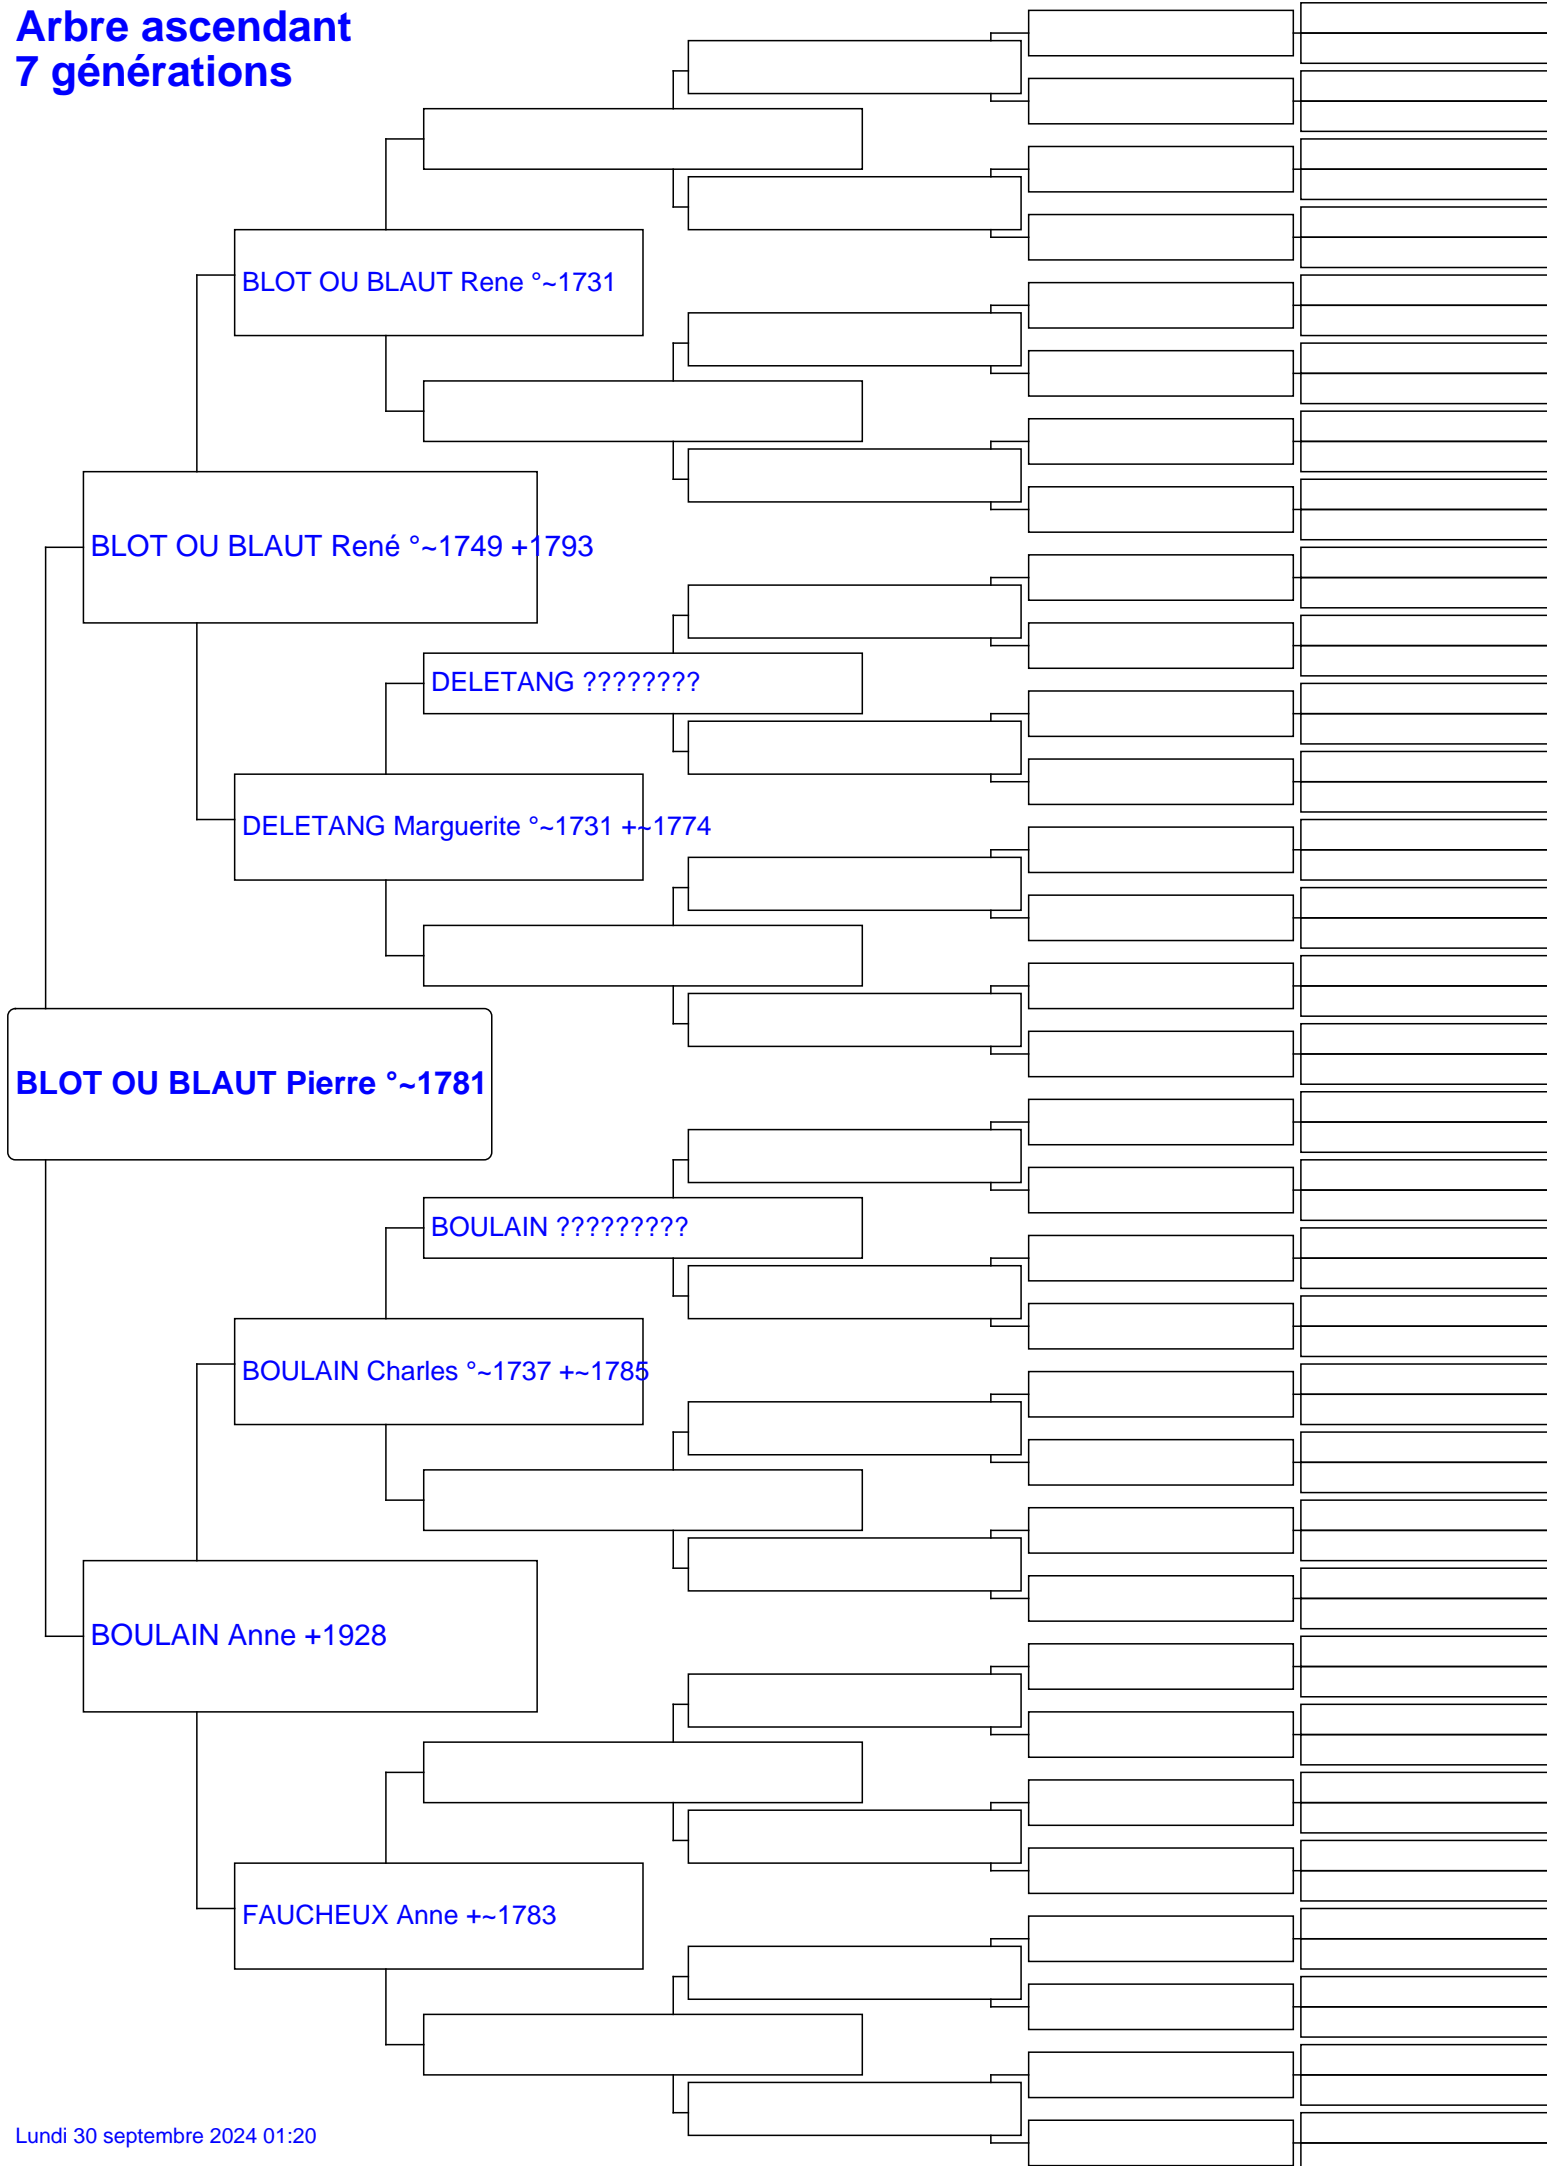 Arbre ascendant
7 générations
BLOT OU BLAUT Rene °~1731
BLOT OU BLAUT René °~1749 +1793
DELETANG ????????
DELETANG Marguerite °~1731 +~1774
BLOT OU BLAUT Pierre °~1781
BOULAIN ?????????
BOULAIN Charles °~1737 +~1785
BOULAIN Anne +1928
FAUCHEUX Anne +~1783
Lundi 30 septembre 2024 01:20